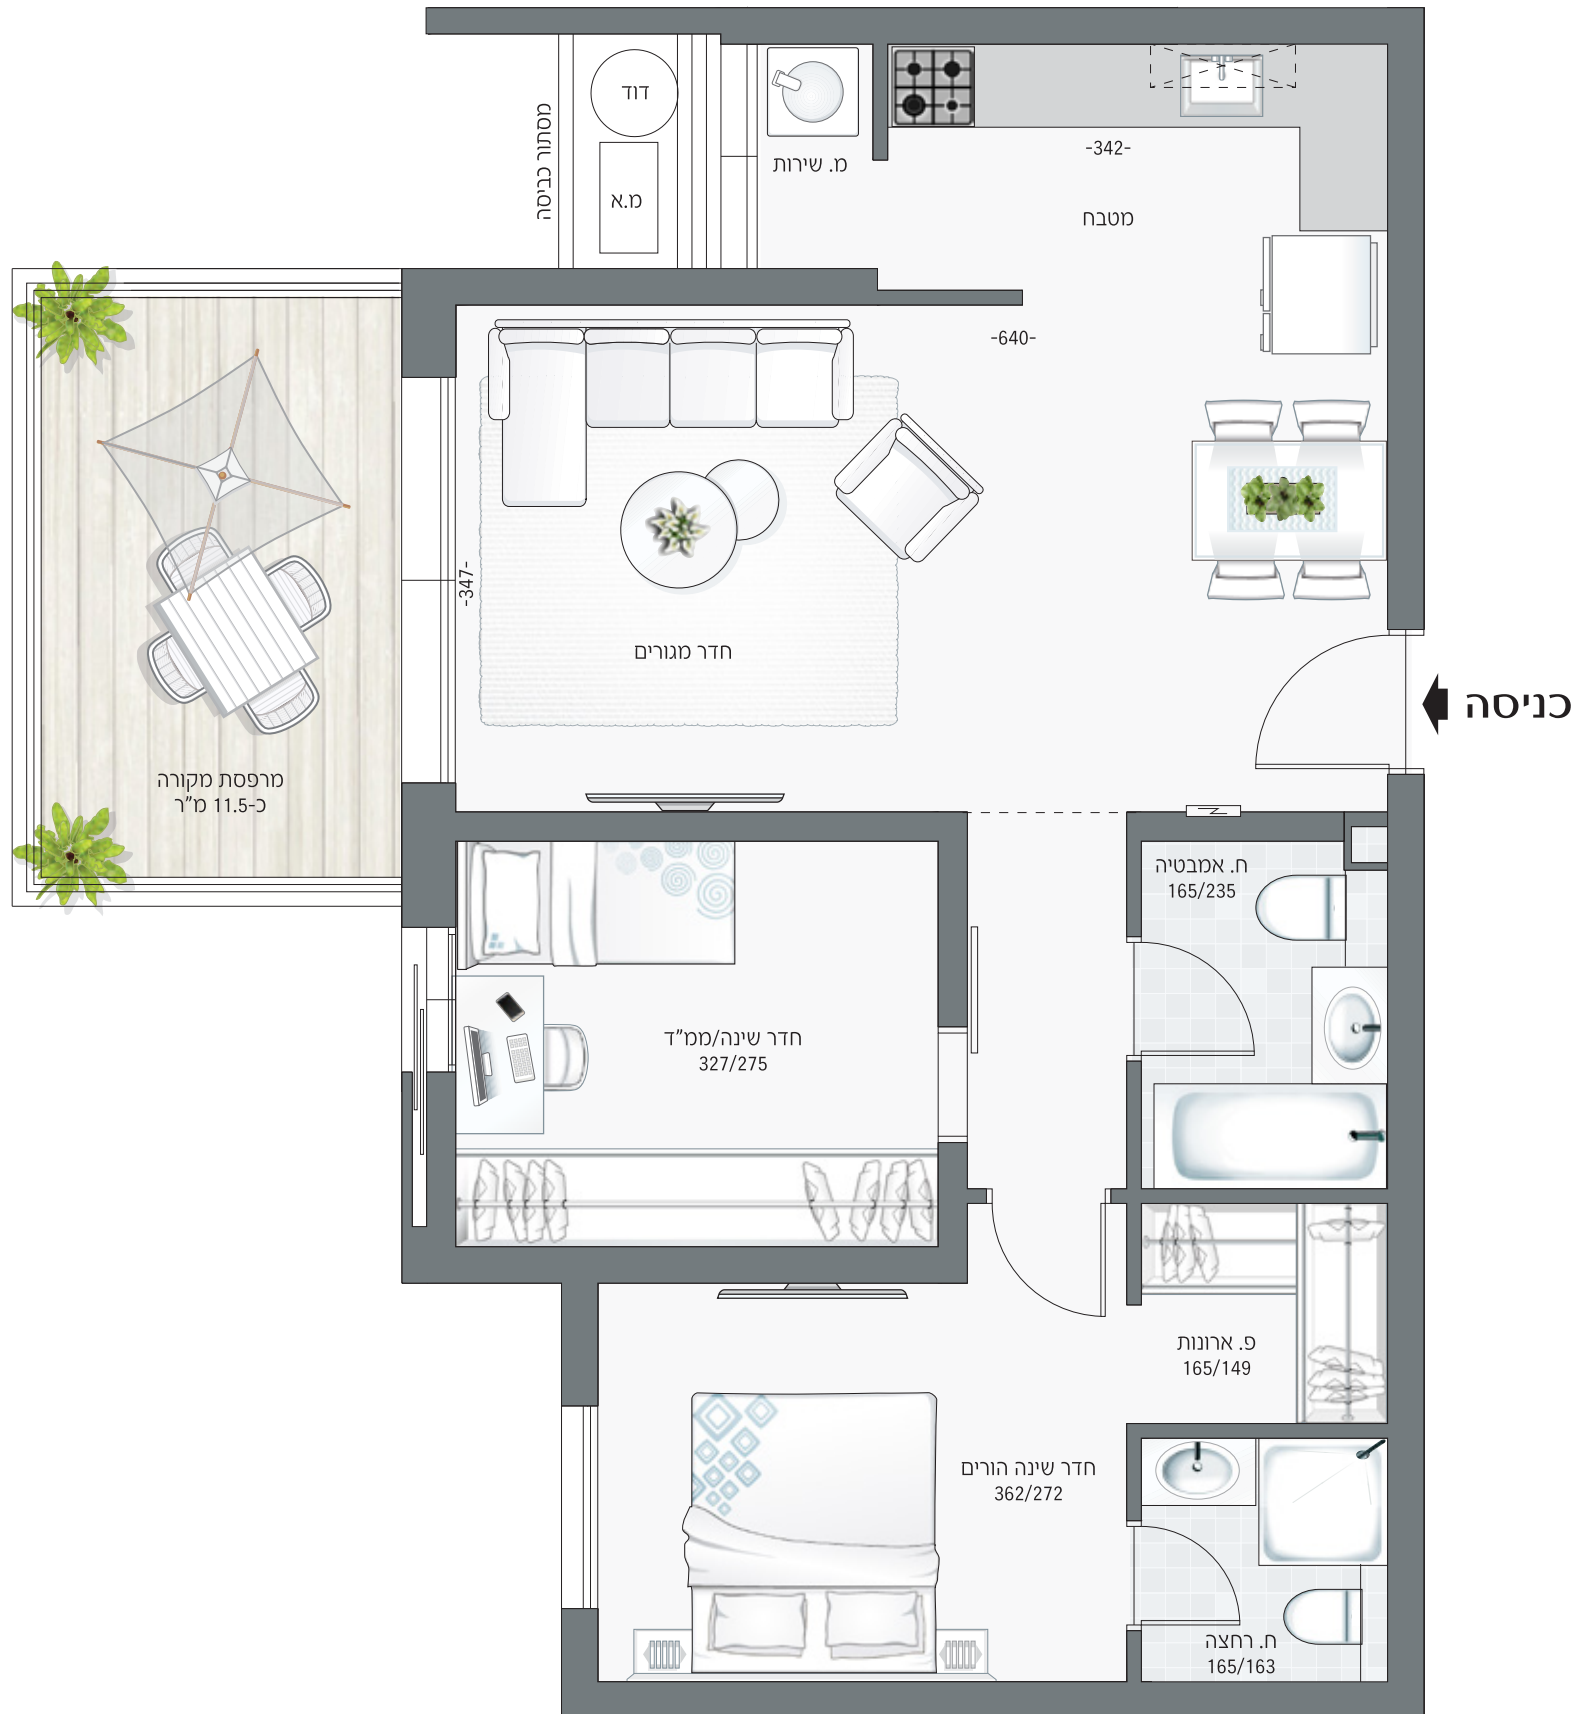 דוד
מסתור כביסה
מ.א
מ. שירות
-342-
מטבח
-640-
-347-
חדר מגורים
כניסה
מרפסת מקורה
כ-11.5 מ"ר
ח. אמבטיה
165/235
חדר שינה/ממ"ד
327/275
פ. ארונות
165/149
חדר שינה הורים
362/272
ח. רחצה
165/163